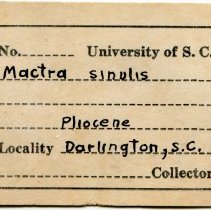 No. University of S. C.
Mactra sinulis
Pliocene
Locality Darlington, S.C.
Collector